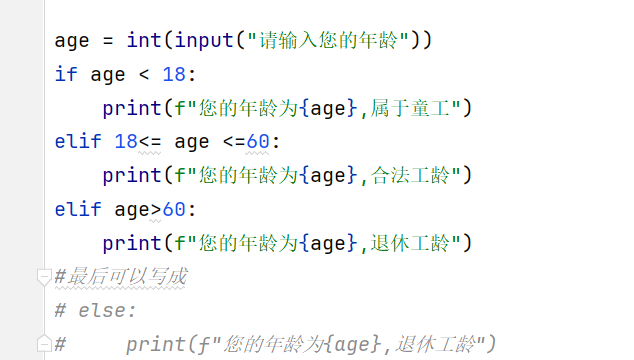 age = int(input("请输入您的年龄"))
if age < 18:
    print(f"您的年龄为{age},属于童工")
elif 18<= age <=60:
    print(f"您的年龄为{age},合法工龄")
elif age>60:
    print(f"您的年龄为{age},退休工龄")
#最后可以写成
# else:
#     print(f"您的年龄为{age},退休工龄")